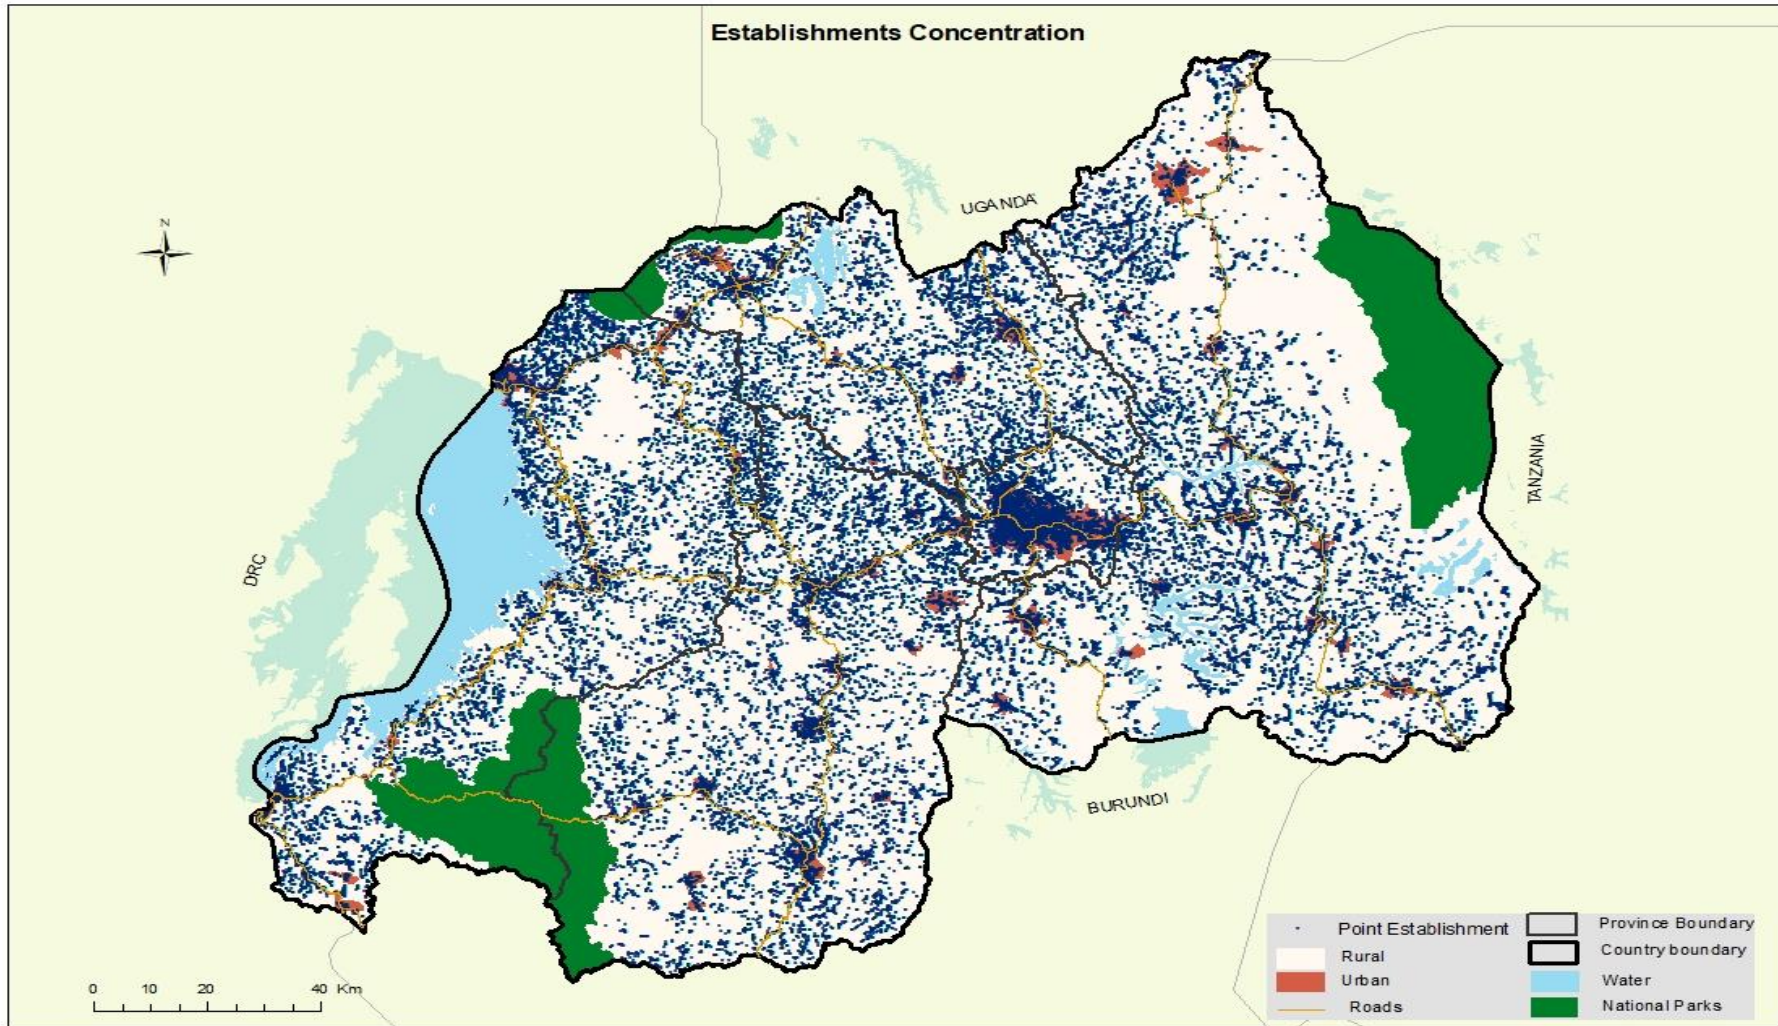 Establishments Concentration
N
UGANDA
DRC
TANZANIA
BURUNDI
0 10 20 40 Km
Point Establishment
Rural
Urban
Roads
Province Boundary
Country boundary
Water
National Parks